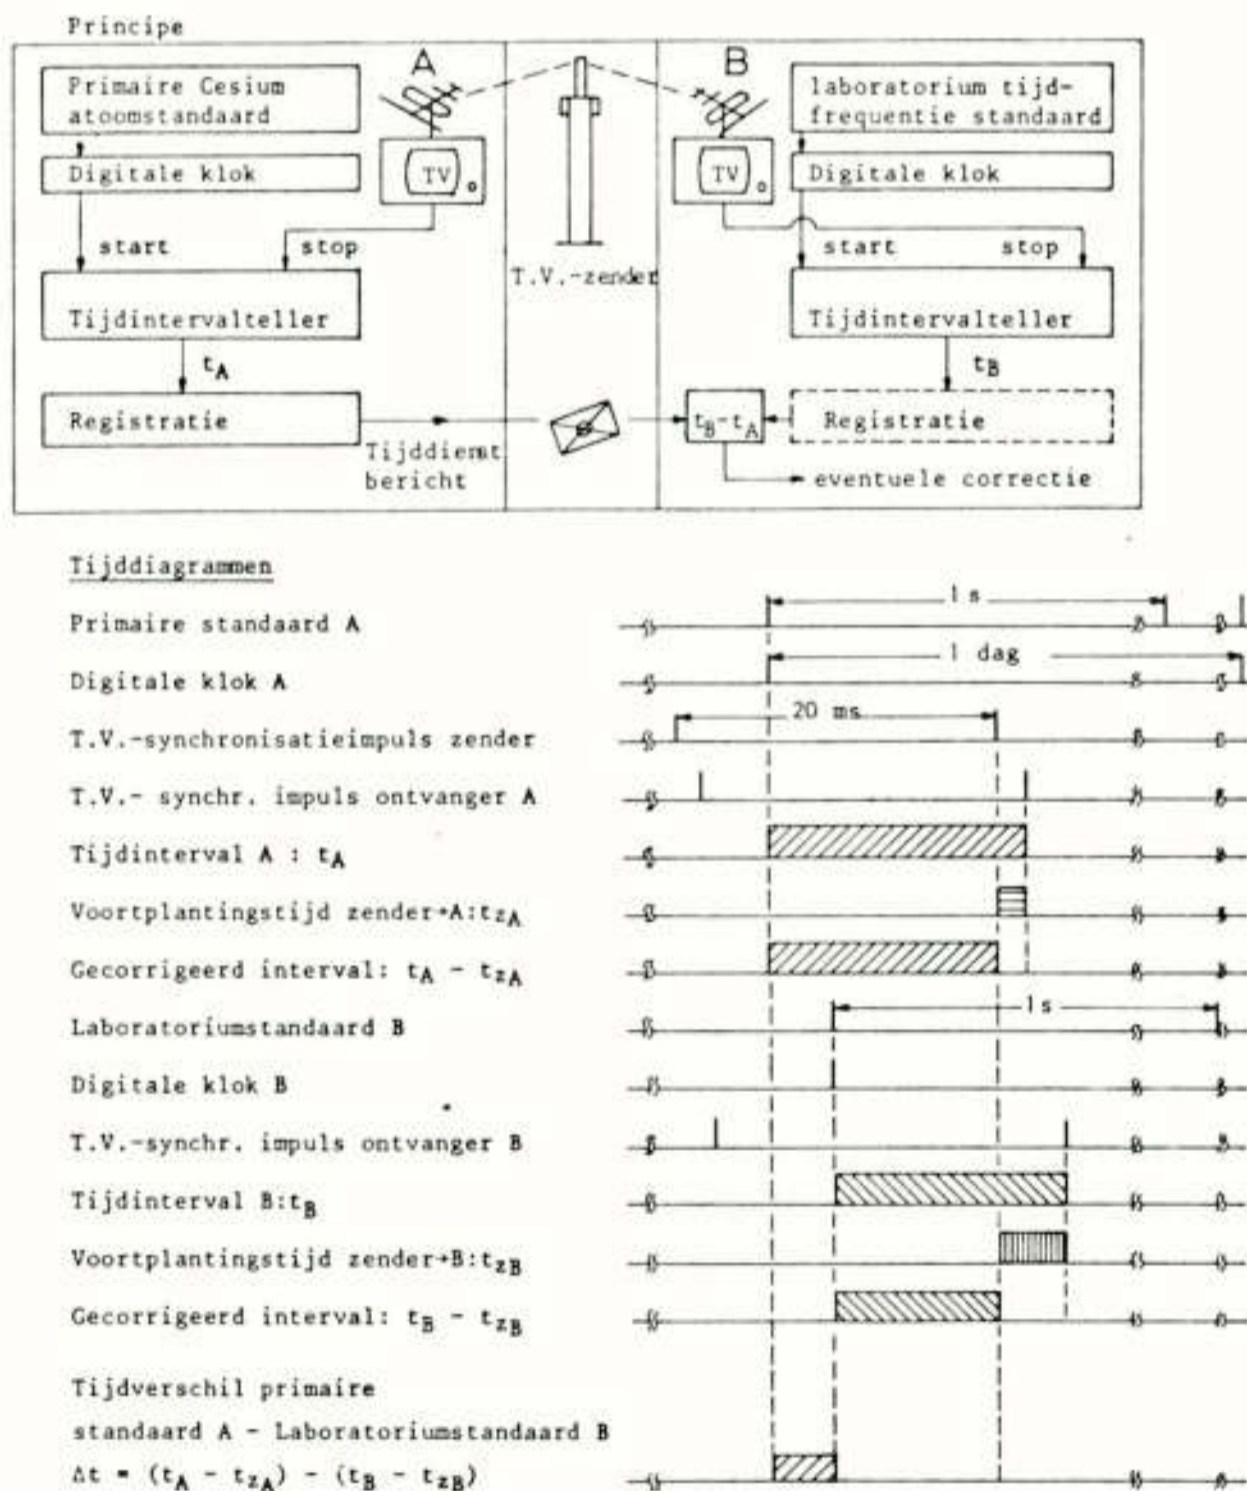 Principe
A
B
Primaire Cesium
atoomstandaard
Digitale klok
TV
start
stop
Tijdintervalteller
tA
Registratie
Tijddienst
bericht
T.V.-zender
laboratorium tijd-
frequentie standaard
TV
Digitale klok
start
stop
Tijdintervalteller
tB
tB-tA
Registratie
eventuele correctie
Tijddiagrammen
Primaire standaard A
1 s
Digitale klok A
1 dag
T.V.-synchronisatieimpuls zender
20 ms
T.V.- synchr. impuls ontvanger A
Tijdinterval A : tA
Voortplantingstijd zender→A:tzA
Gecorrigeerd interval: tA - tzA
Laboratoriumstandaard B
1s
Digitale klok B
T.V.-synchr. impuls ontvanger B
Tijdinterval B:tB
Voortplantingstijd zender→B:tzB
Gecorrigeerd interval: tB - tzB
Tijdverschil primaire
standaard A - Laboratoriumstandaard B
Δt = (tA - tzA) - (tB - tzB)